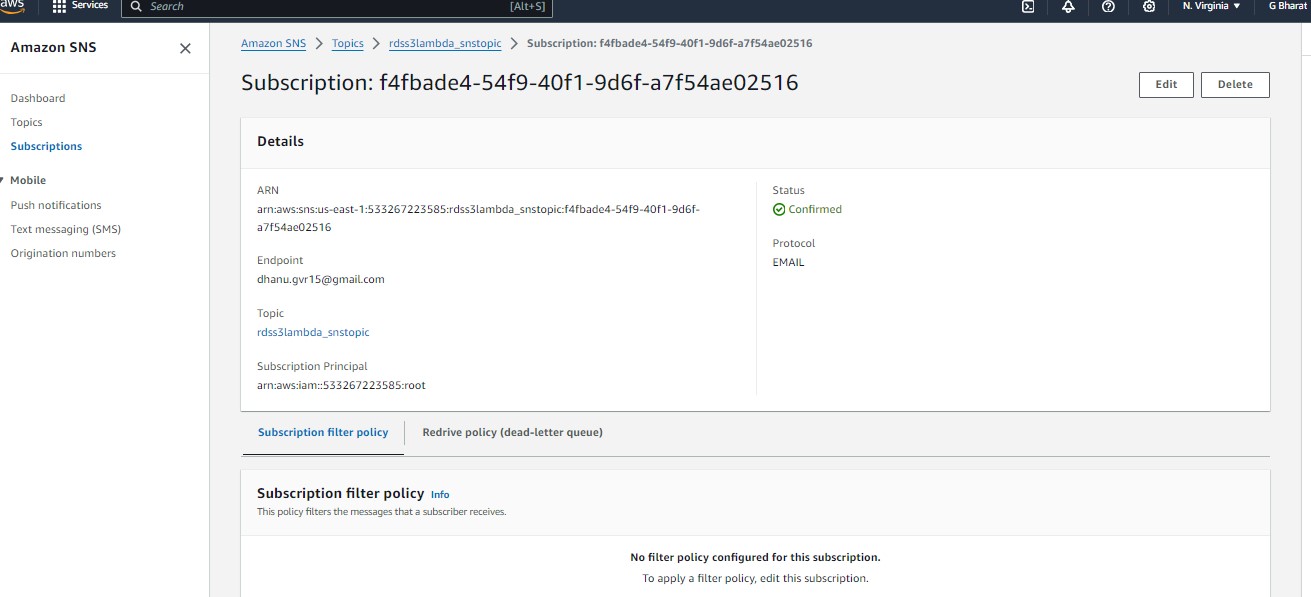 aws Services Search [Alt+S] N. Virginia G Bharat
Amazon SNS
Amazon SNS Topics rdss3lambda_snstopic Subscription: f4fbade4-54f9-40f1-9d6f-a7f54ae02516
Subscription: f4fbade4-54f9-40f1-9d6f-a7f54ae02516
Edit Delete
Dashboard
Topics
Subscriptions
Mobile
Push notifications
Text messaging (SMS)
Origination numbers
Details
ARN
arn:aws:sns:us-east-1:533267223585:rdss3lambda_snstopic:f4fbade4-54f9-40f1-9d6f-
a7f54ae02516
Endpoint
dhanu.gvr15@gmail.com
Topic
rdss3lambda_snstopic
Subscription Principal
arn:aws:iam::533267223585:root
Status
Confirmed
Protocol
EMAIL
Subscription filter policy Redrive policy (dead-letter queue)
Subscription filter policy Info
This policy filters the messages that a subscriber receives.
No filter policy configured for this subscription.
To apply a filter policy, edit this subscription.